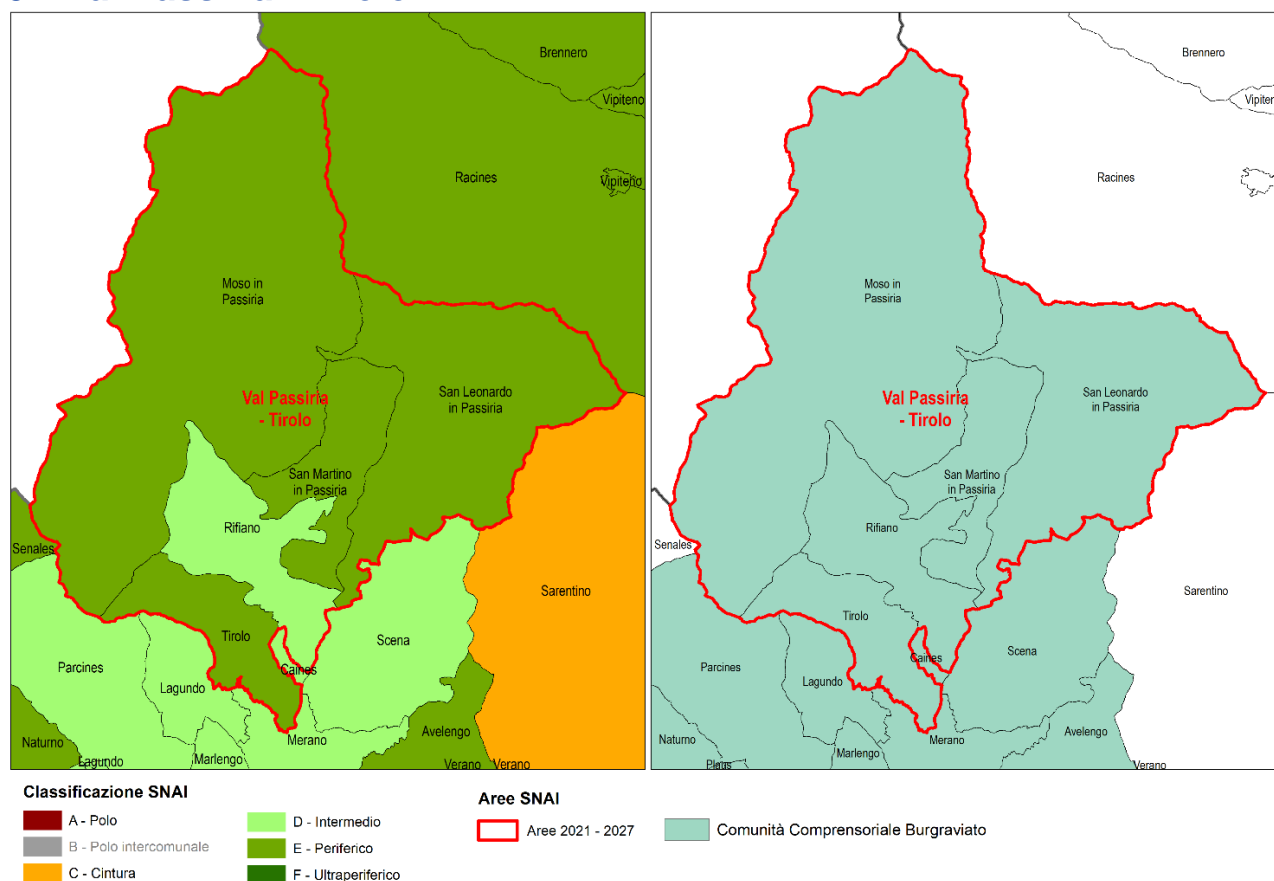 Brennero
Vipiteno
Racines
Vipiteno
Moso in
Passiria
San Leonardo
in Passiria
Val Passiria
- Tirolo
San Martino
in Passiria
Rifiano
Senales
Sarentino
Tirolo
Scena
Parcines
Caines
Lagundo
Avelengo
Naturno
Merano
Lagundo
Marlengo
Verano
Verano
Brennero
Vipiten
Racines
Moso in
Passiria
San Leonardo
in Passiria
Val Passiria
- Tirolo
San Martino
in Passiria
Rifiano
Senales
Sarentino
Tirolo
Scena
Caines
Parcines
Lagundo
Avelengo
Naturno
Merano
Marlengo
Plaus
Verano
Classificazione SNAI
A - Polo
B - Polo intercomunale
C - Cintura
D - Intermedio
E - Periferico
F - Ultraperiferico
Aree SNAI
Aree 2021 - 2027
Comunità Comprensoriale Burgraviato